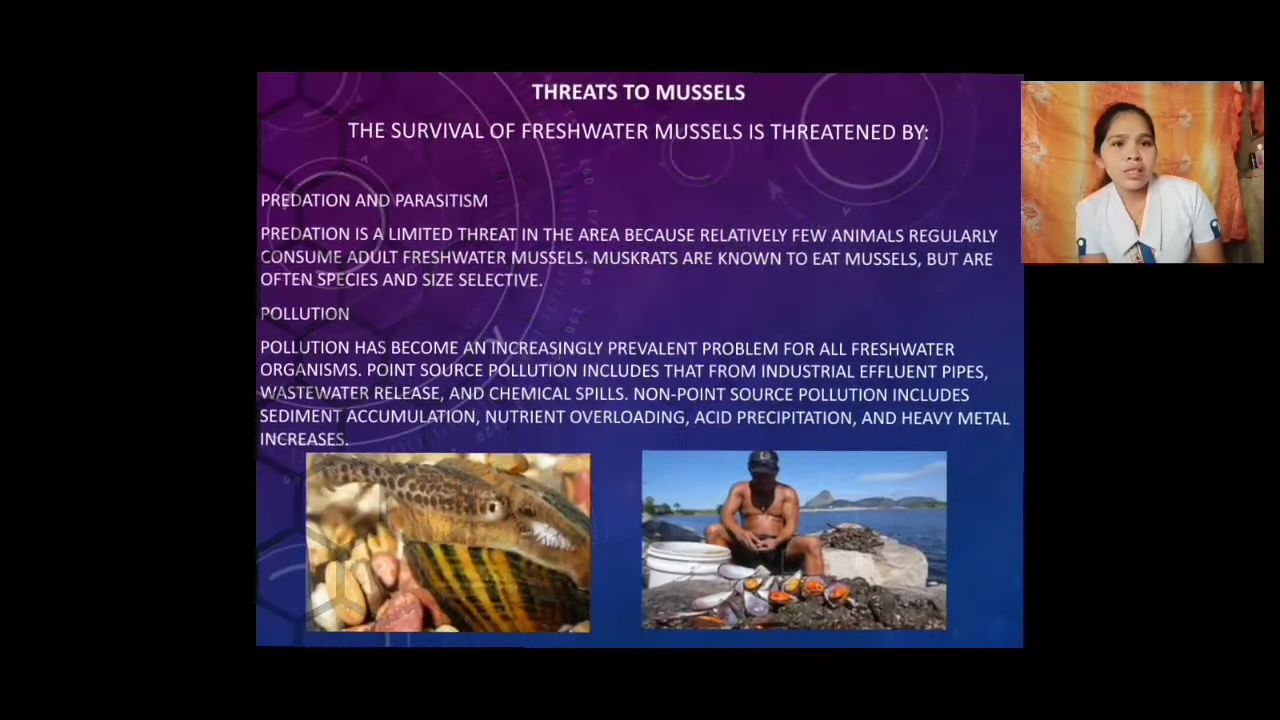 THREATS TO MUSSELS
THE SURVIVAL OF FRESHWATER MUSSELS IS THREATENED BY:
PREDATION AND PARASITISM
PREDATION IS A LIMITED THREAT IN THE AREA BECAUSE RELATIVELY FEW ANIMALS REGULARLY
CONSUME ADULT FRESHWATER MUSSELS. MUSKRATS ARE KNOWN TO EAT MUSSELS, BUT ARE
OFTEN SPECIES AND SIZE SELECTIVE.
POLLUTION
POLLUTION HAS BECOME AN INCREASINGLY PREVALENT PROBLEM FOR ALL FRESHWATER
ORGANISMS. POINT SOURCE POLLUTION INCLUDES THAT FROM INDUSTRIAL EFFLUENT PIPES,
WASTEWATER RELEASE, AND CHEMICAL SPILLS. NON-POINT SOURCE POLLUTION INCLUDES
SEDIMENT ACCUMULATION, NUTRIENT OVERLOADING, ACID PRECIPITATION, AND HEAVY METAL
INCREASES.